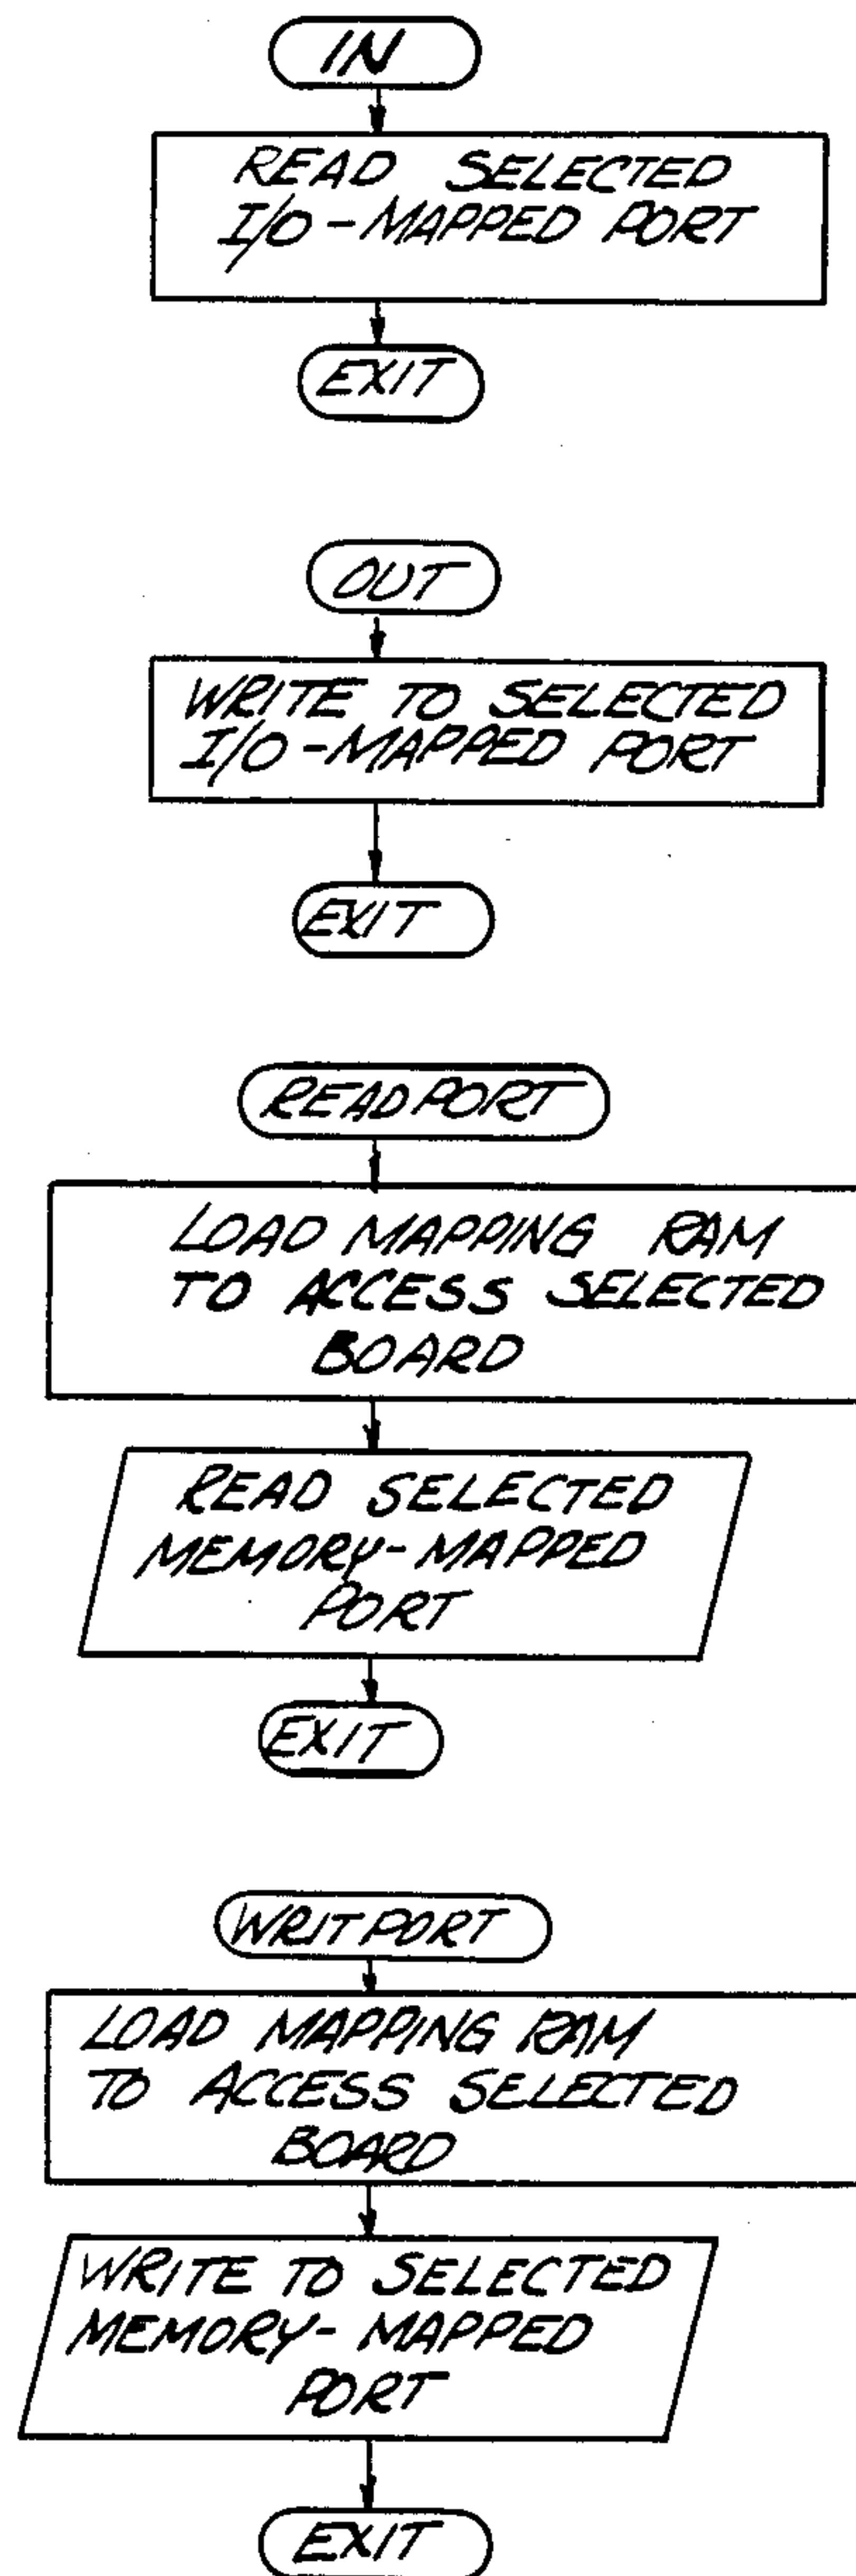 IN
READ SELECTED
I/O-MAPPED PORT
EXIT
OUT
WRITE TO SELECTED
I/O-MAPPED PORT
EXIT
READPORT
LOAD MAPPING RAM
TO ACCESS SELECTED
BOARD
READ SELECTED
MEMORY-MAPPED
PORT
EXIT
WRITPORT
LOAD MAPPING RAM
TO ACCESS SELECTED
BOARD
WRITE TO SELECTED
MEMORY-MAPPED
PORT
EXIT